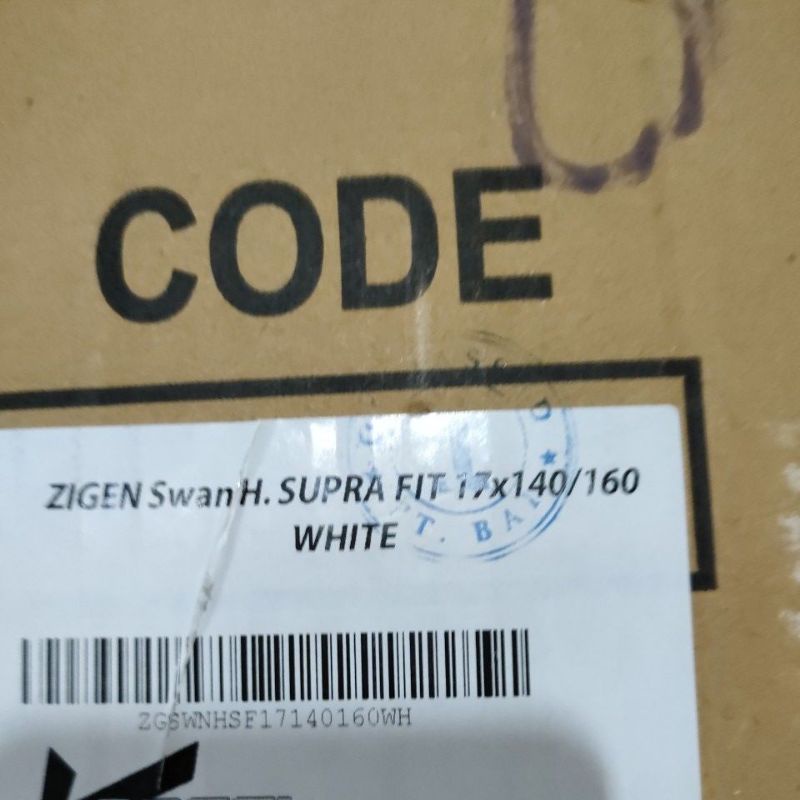 CODE
ZIGEN Swan H. SUPRA FIT 17x140/160
WHITE
ZGSWNHSF17140160WH